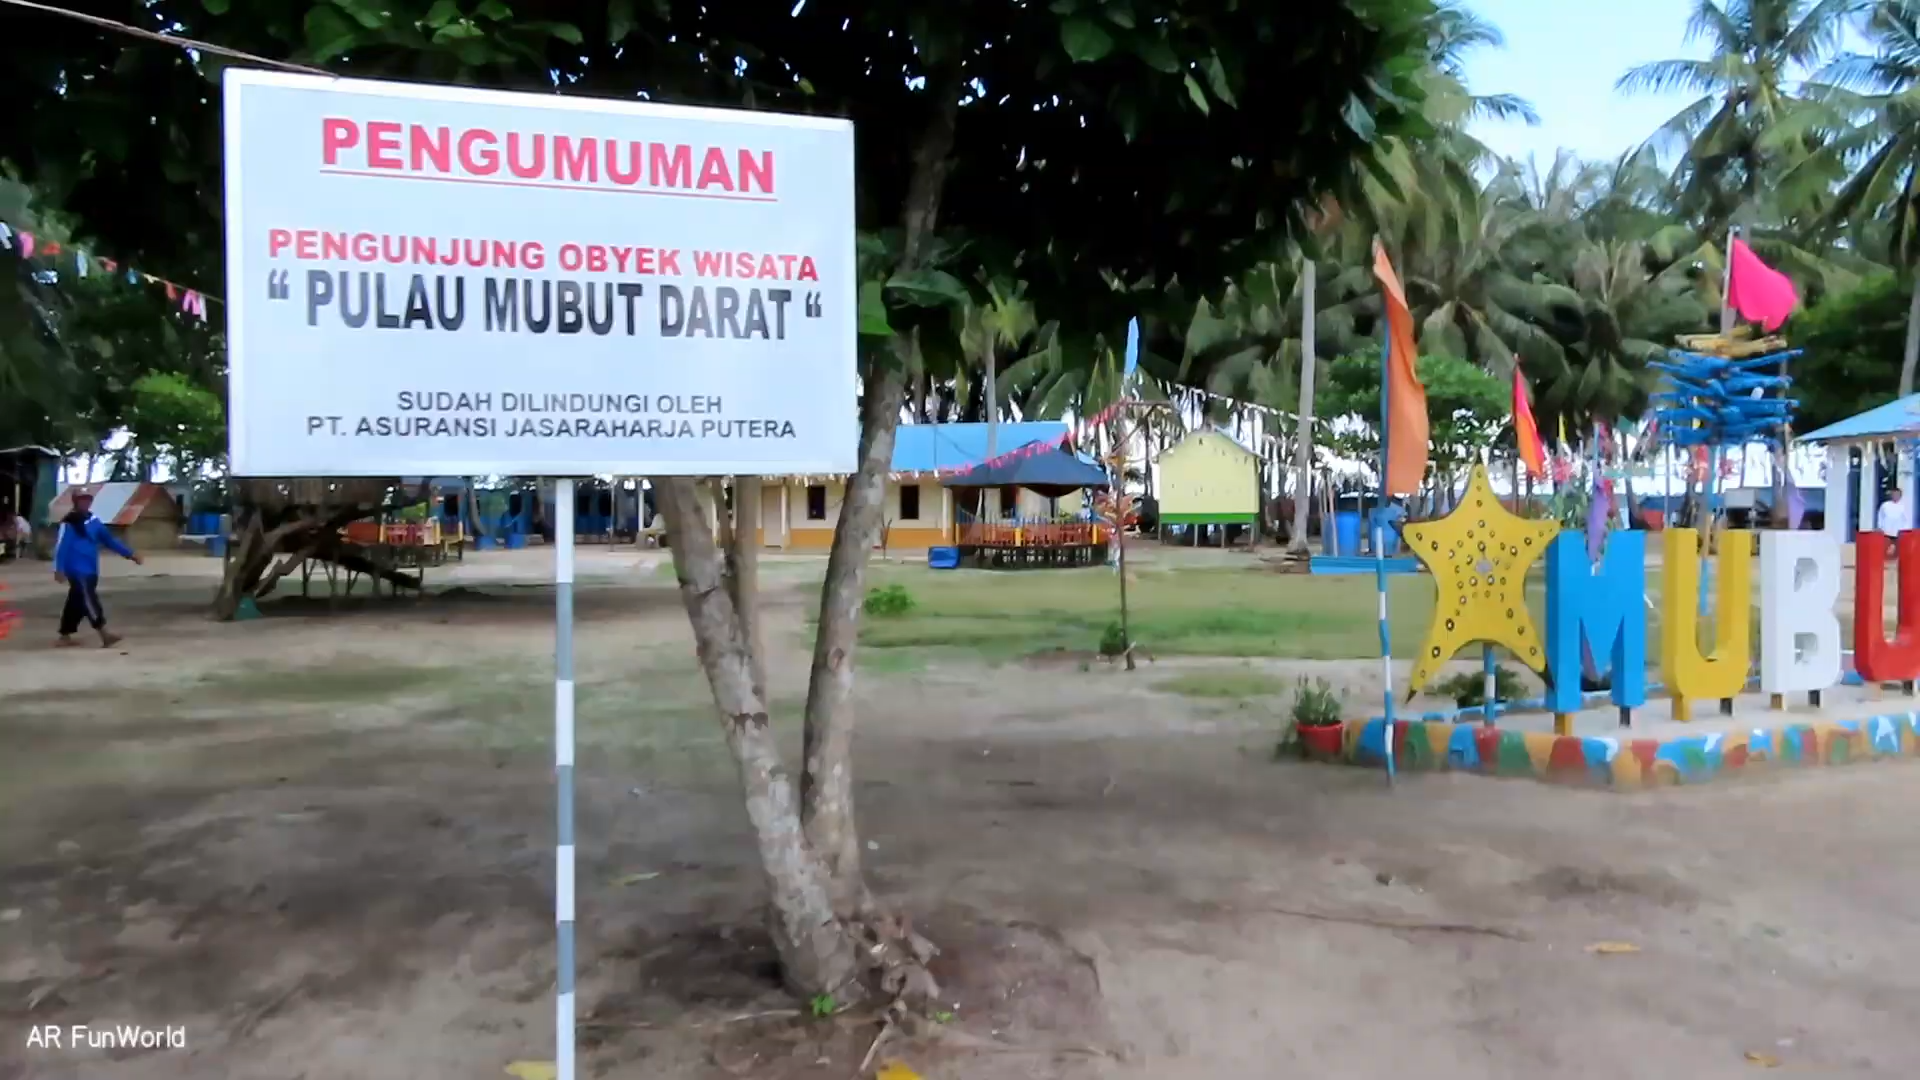 PENGUMUMAN
PENGUNJUNG OBYEK WISATA
“ PULAU MUBUT DARAT “
SUDAH DILINDUNGI OLEH
PT. ASURANSI JASARAHARJA PUTERA
MUBU
AR FunWorld